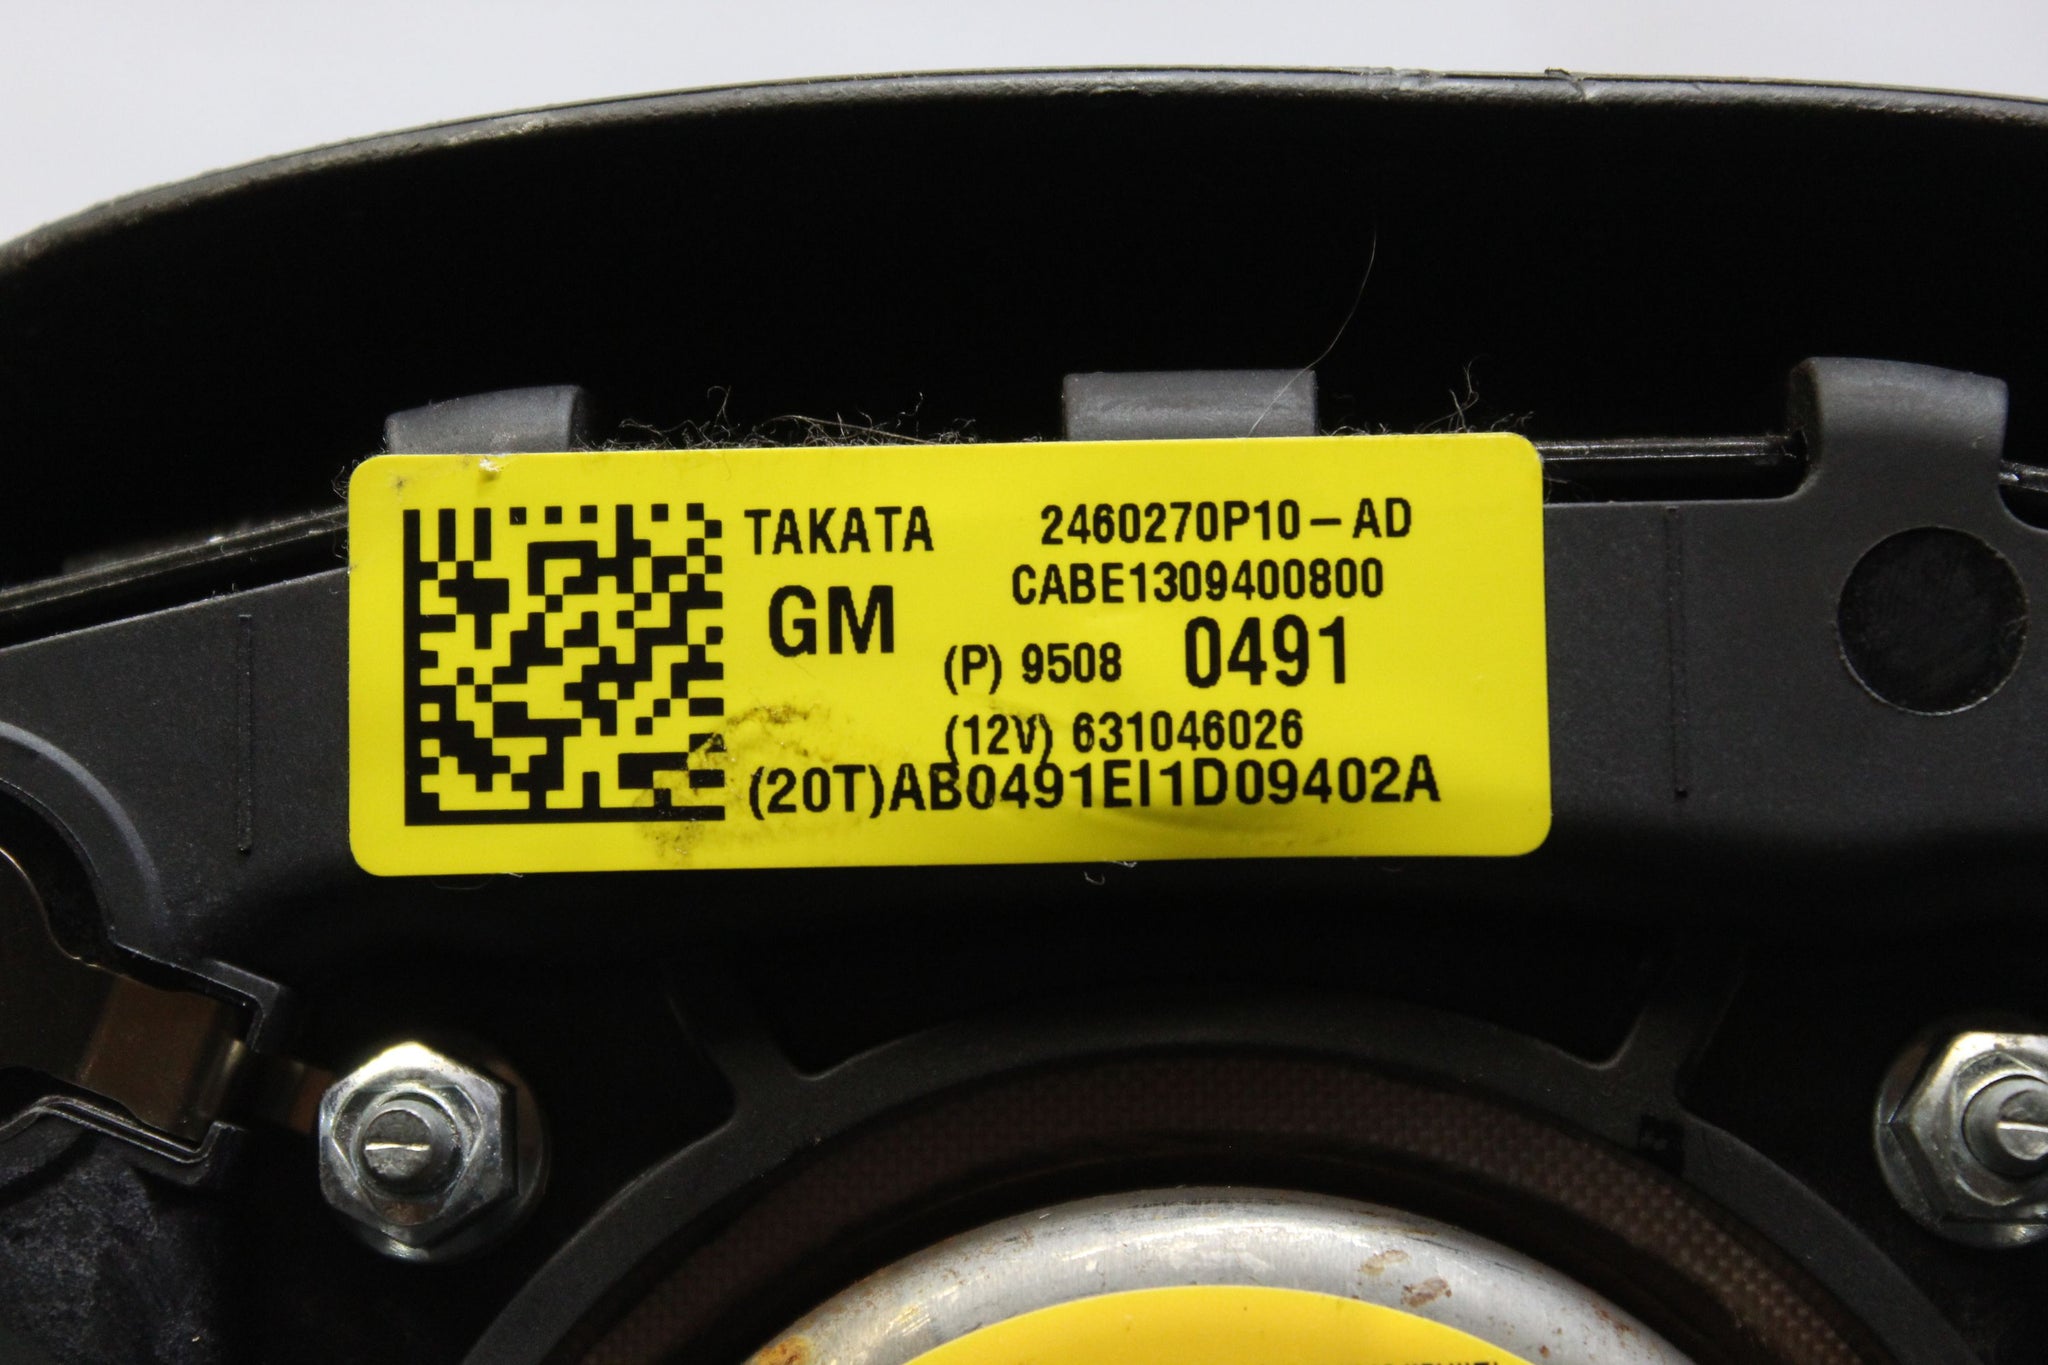 TAKATA 2460270P10-AD
CABE1309400800
GM
(P) 9508 0491
(12V) 631046026
(20T)AB0491EI1D09402A